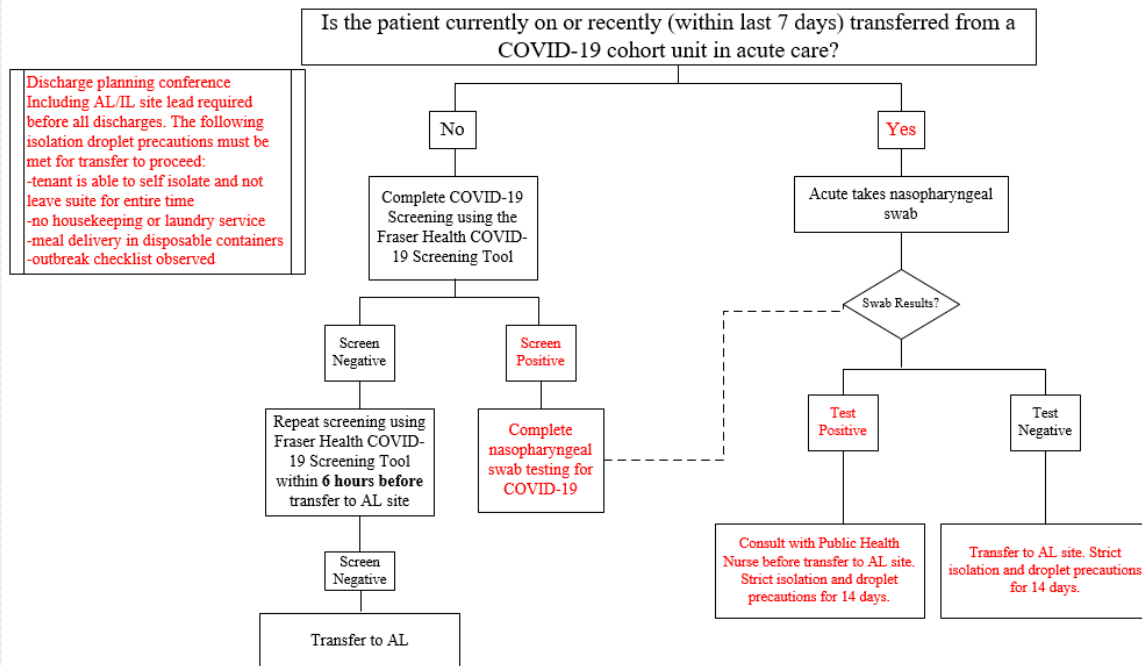 Is the patient currently on or recently (within last 7 days) transferred from a
COVID-19 cohort unit in acute care?
Discharge planning conference
Including AL/IL site lead required
before all discharges. The following
isolation droplet precautions must be
met for transfer to proceed:
-tenant is able to self isolate and not
leave suite for entire time
-no housekeeping or laundry service
-meal delivery in disposable containers
-outbreak checklist observed
No
Yes
Complete COVID-19
Screening using the
Fraser Health COVID-
19 Screening Tool
Acute takes nasopharyngeal
swab
Swab Results?
Screen
Negative
Screen
Positive
Test
Positive
Test
Negative
Repeat screening using
Fraser Health COVID-
19 Screening Tool
within 6 hours before
transfer to AL site
Complete
nasopharyngeal
swab testing for
COVID-19
Consult with Public Health
Nurse before transfer to AL site.
Strict isolation and droplet
precautions for 14 days.
Transfer to AL site. Strict
isolation and droplet precautions
for 14 days.
Screen
Negative
Transfer to AL